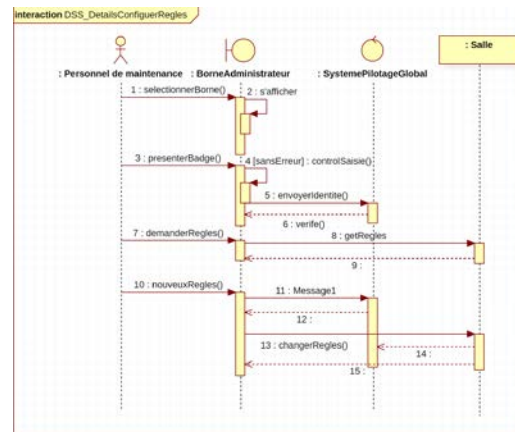 interaction DSS_DetailsConfiguerRegles
: Salle
: Personnel de maintenance
: BorneAdministrateur
: SystemePilotageGlobal
1 : selectionnerBorne()
2 : s'afficher
3 : presenterBadge()
4 [sansErreur] : controlSaisie()
5 : envoyerIdentite()
6 : verife()
7 : demanderRegles()
8 : getRegles
9 :
10 : nouveuxRegles()
11 : Message1
12 :
13 : changerRegles()
14 :
15 :